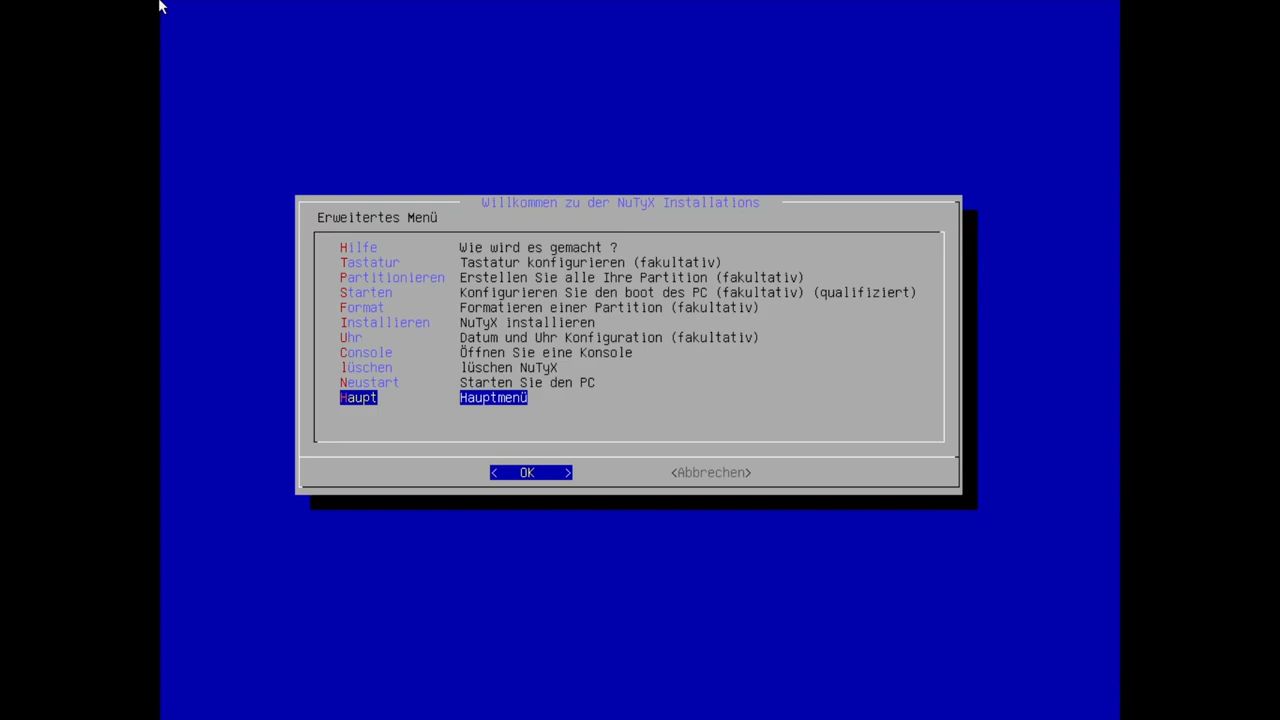 Willkommen zu der NuTyX Installations
Erweitertes Menü
Hilfe Wie wird es gemacht ?
Tastatur Tastatur konfigurieren (fakultativ)
Partitionieren Erstellen Sie alle Ihre Partition (fakultativ)
Starten Konfigurieren Sie den boot des PC (fakultativ) (qualifiziert)
Format Formatieren einer Partition (fakultativ)
Installieren NuTyX installieren
Uhr Datum und Uhr Konfiguration (fakultativ)
Console Öffnen Sie eine Konsole
lüschen lüschen NuTyX
Neustart Starten Sie den PC
Haupt Hauptmenü
< OK > <Abbrechen>